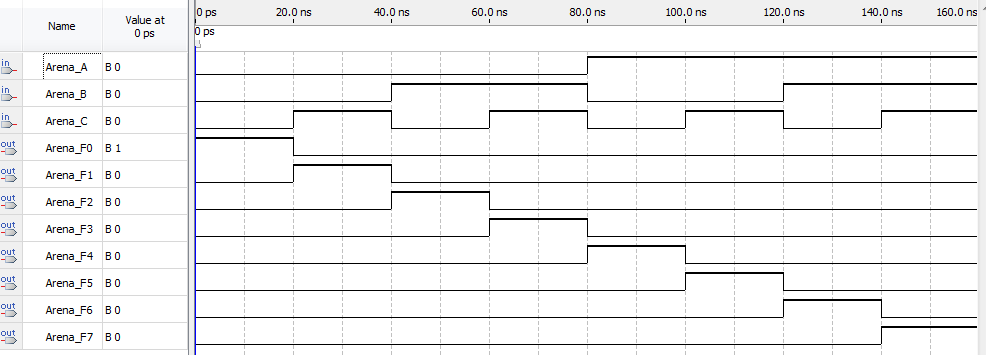 Name Value at 0 ps 0 ps 20.0 ns 40.0 ns 60.0 ns 80.0 ns 100.0 ns 120.0 ns 140.0 ns 160.0 ns
0 ps
in Arena_A B 0
in Arena_B B 0
in Arena_C B 0
out Arena_F0 B 1
out Arena_F1 B 0
out Arena_F2 B 0
out Arena_F3 B 0
out Arena_F4 B 0
out Arena_F5 B 0
out Arena_F6 B 0
out Arena_F7 B 0